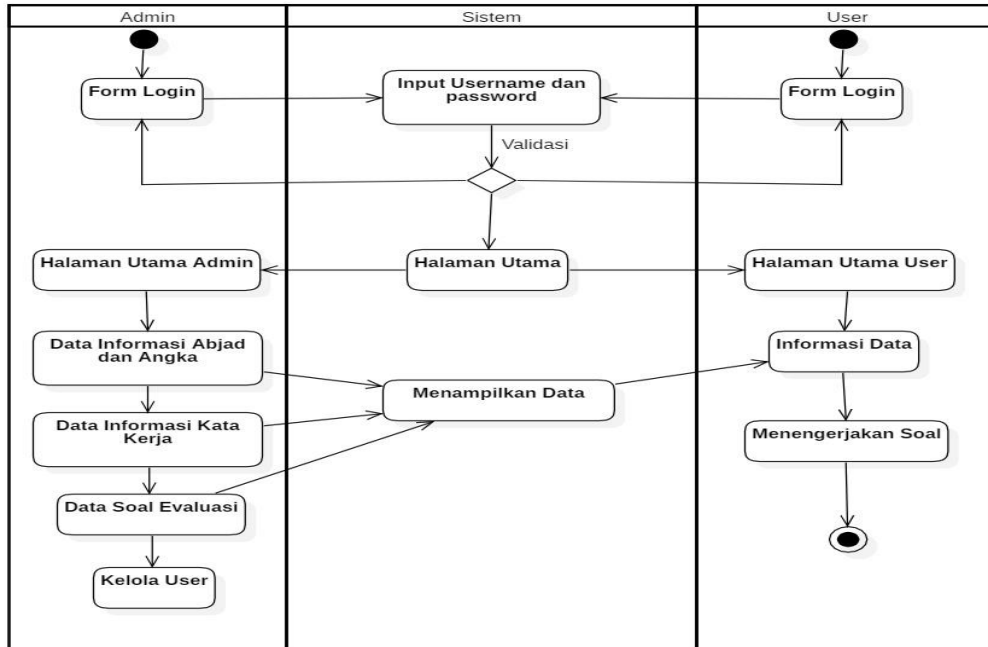 Admin
Sistem
User
Form Login
Input Username dan
password
Form Login
Validasi
Halaman Utama Admin
Halaman Utama
Halaman Utama User
Data Informasi Abjad
dan Angka
Informasi Data
Menampilkan Data
Data Informasi Kata
Kerja
Menengerjakan Soal
Data Soal Evaluasi
Kelola User